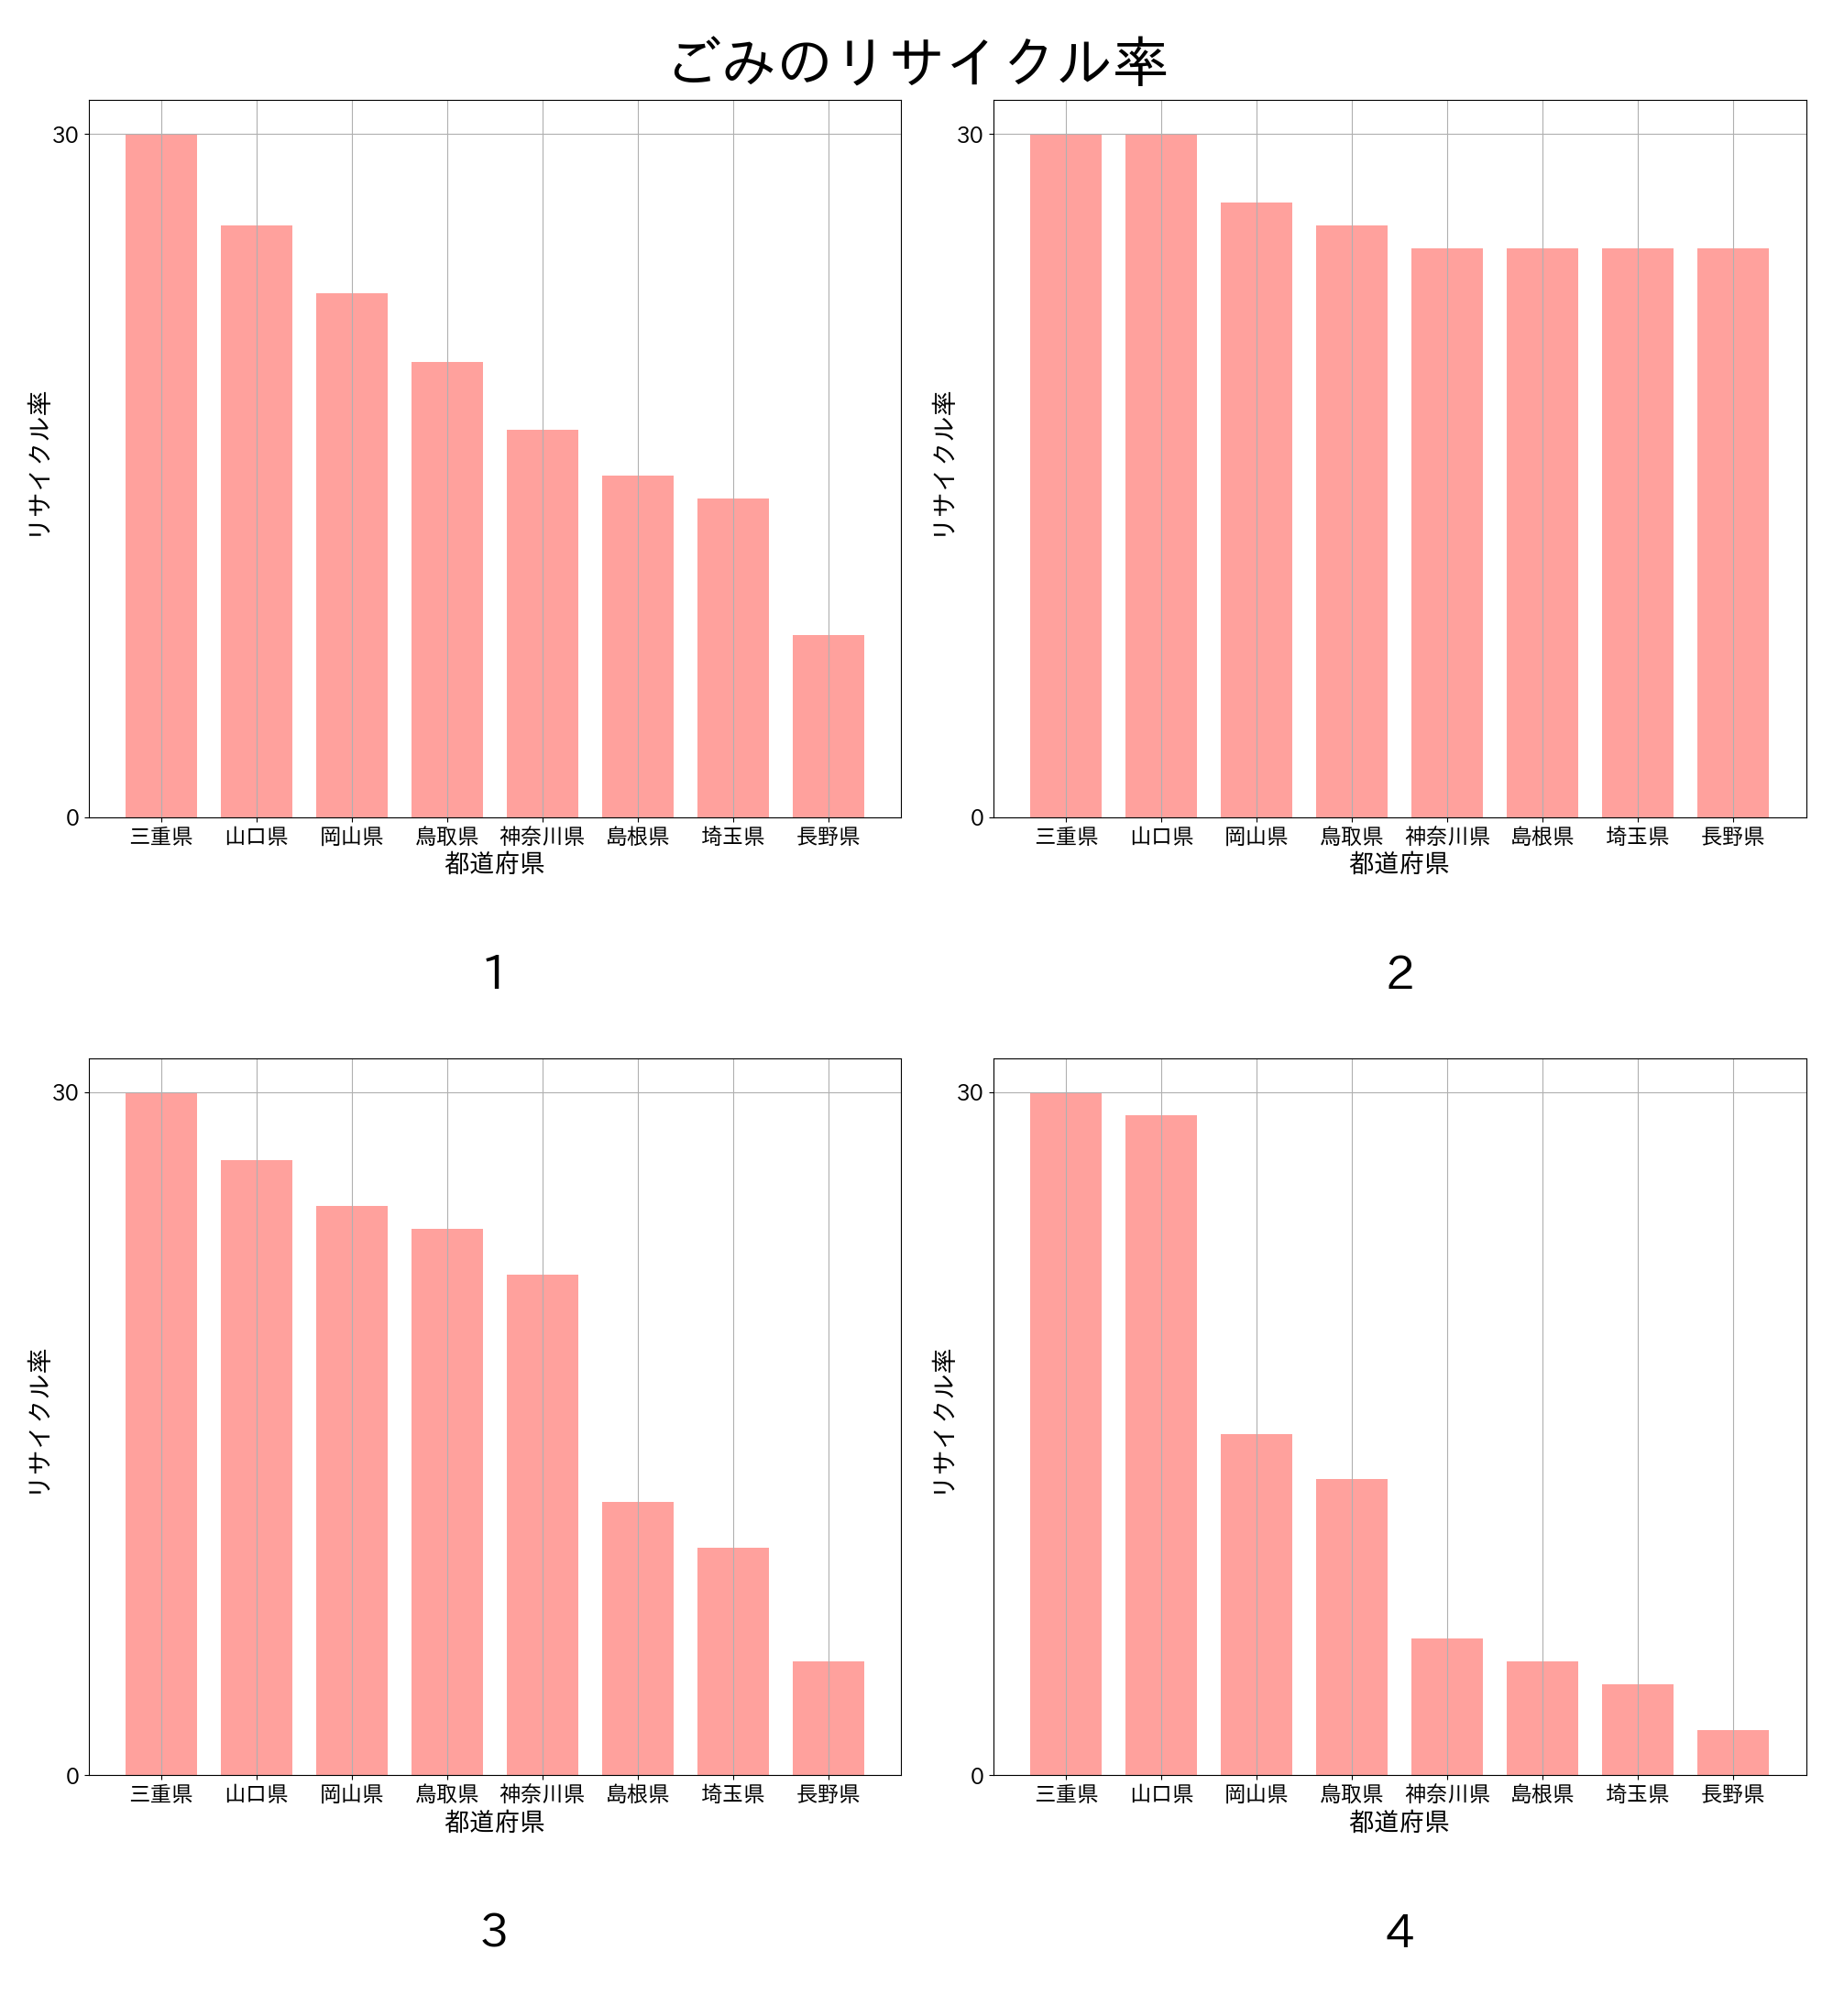 ごみのリサイクル率
30
0
リサイクル率
三重県 山口県 岡山県 鳥取県 神奈川県 島根県 埼玉県 長野県
都道府県
1
30
0
リサイクル率
三重県 山口県 岡山県 鳥取県 神奈川県 島根県 埼玉県 長野県
都道府県
2
30
0
リサイクル率
三重県 山口県 岡山県 鳥取県 神奈川県 島根県 埼玉県 長野県
都道府県
3
30
0
リサイクル率
三重県 山口県 岡山県 鳥取県 神奈川県 島根県 埼玉県 長野県
都道府県
4